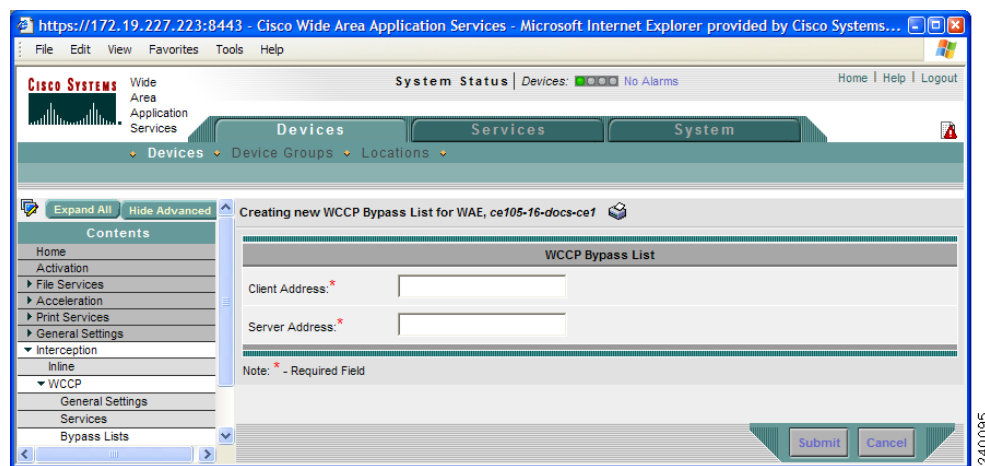 https://172.19.227.223:8443 - Cisco Wide Area Application Services - Microsoft Internet Explorer provided by Cisco Systems...
File Edit View Favorites Tools Help
CISCO SYSTEMS
Wide
Area
Application
Services
System Status | Devices: No Alarms
Home | Help | Logout
Devices Services System
Devices Device Groups Locations
Expand All Hide Advanced
Creating new WCCP Bypass List for WAE, ce105-16-docs-ce1
Contents
Home
Activation
File Services
Acceleration
Print Services
General Settings
Interception
Inline
WCCP
General Settings
Services
Bypass Lists
WCCP Bypass List
Client Address:*
Server Address:*
Note: * - Required Field
Submit Cancel
240095